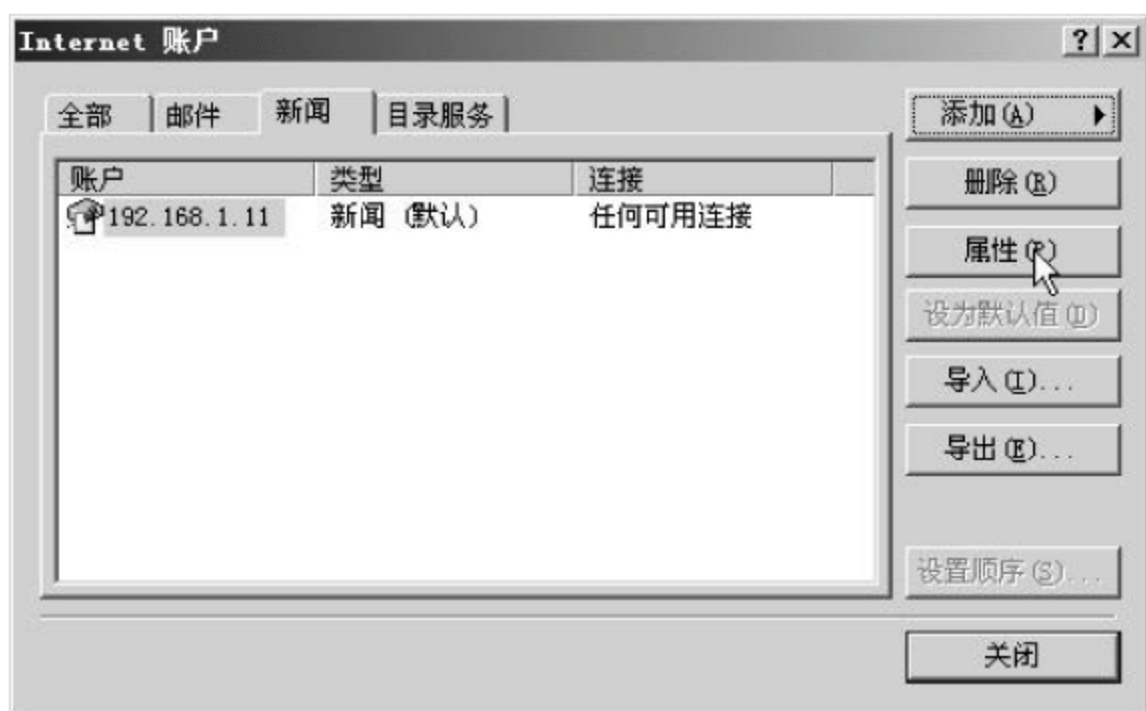 Internet 账户
全部 邮件 新闻 目录服务
添加(A)
账户 类型 连接
删除(R)
192.168.1.11 新闻 (默认) 任何可用连接
属性(P)
设为默认值(D)
导入(I)...
导出(E)...
设置顺序(S)...
关闭